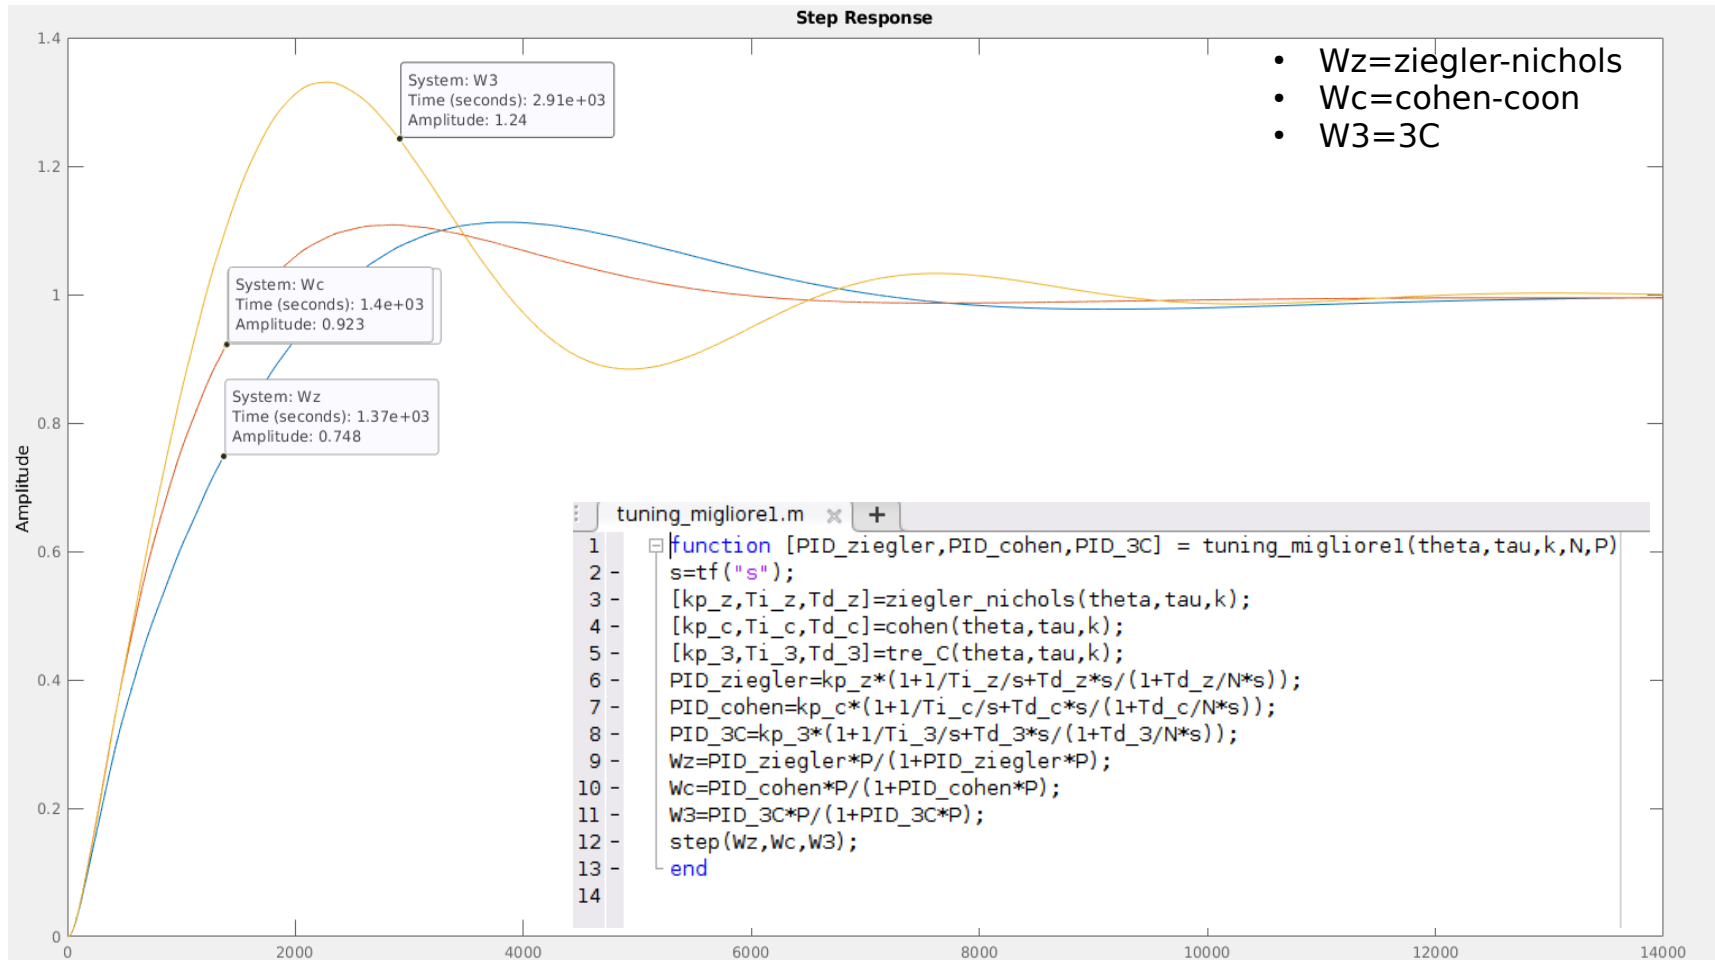 Step Response
1.4
1.2
1
0.8
0.6
0.4
0.2
0
Amplitude
0
2000
4000
6000
8000
10000
12000
14000
System: W3
Time (seconds): 2.91e+03
Amplitude: 1.24
• Wz=ziegler-nichols
• Wc=cohen-coon
• W3=3C
System: Wc
Time (seconds): 1.4e+03
Amplitude: 0.923
System: Wz
Time (seconds): 1.37e+03
Amplitude: 0.748
tuning_migliore1.m
1 function [PID_ziegler,PID_cohen,PID_3C] = tuning_migliore1(theta,tau,k,N,P)
2 - s=tf("s");
3 - [kp_z,Ti_z,Td_z]=ziegler_nichols(theta,tau,k);
4 - [kp_c,Ti_c,Td_c]=cohen(theta,tau,k);
5 - [kp_3,Ti_3,Td_3]=tre_C(theta,tau,k);
6 - PID_ziegler=kp_z*(1+1/Ti_z/s+Td_z*s/(1+Td_z/N*s));
7 - PID_cohen=kp_c*(1+1/Ti_c/s+Td_c*s/(1+Td_c/N*s));
8 - PID_3C=kp_3*(1+1/Ti_3/s+Td_3*s/(1+Td_3/N*s));
9 - Wz=PID_ziegler*P/(1+PID_ziegler*P);
10 - Wc=PID_cohen*P/(1+PID_cohen*P);
11 - W3=PID_3C*P/(1+PID_3C*P);
12 - step(Wz,Wc,W3);
13 - end
14